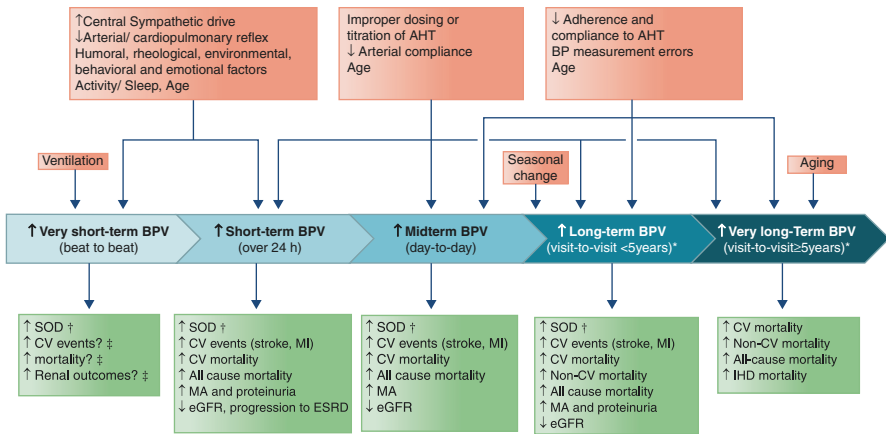 ↑Central Sympathetic drive
↓Arterial/ cardiopulmonary reflex
Humoral, rheological, environmental,
behavioral and emotional factors
Activity/ Sleep, Age
Improper dosing or
titration of AHT
↓ Arterial compliance
Age
↓ Adherence and
compliance to AHT
BP measurement errors
Age
Ventilation
Seasonal
change
Aging
↑ Very short-term BPV
(beat to beat)
↑ Short-term BPV
(over 24 h)
↑ Midterm BPV
(day-to-day)
↑ Long-term BPV
(visit-to-visit <5years)*
↑ Very long-Term BPV
(visit-to-visit≥5years)*
↑ SOD †
↑ CV events? ‡
↑ mortality? ‡
↑ Renal outcomes? ‡
↑ SOD †
↑ CV events (stroke, MI)
↑ CV mortality
↑ All cause mortality
↑ MA and proteinuria
↓ eGFR, progression to ESRD
↑ SOD †
↑ CV events (stroke, MI)
↑ CV mortality
↑ All cause mortality
↑ MA
↓ eGFR
↑ SOD †
↑ CV events (stroke, MI)
↑ CV mortality
↑ Non-CV mortality
↑ All cause mortality
↑ MA and proteinuria
↓ eGFR
↑ CV mortality
↑ Non-CV mortality
↑ All-cause mortality
↑ IHD mortality